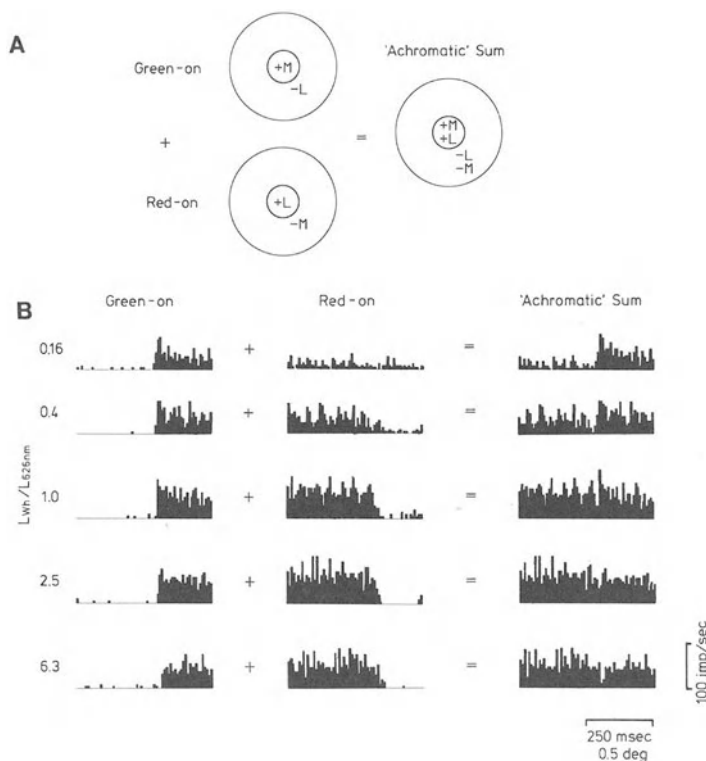 A
Green-on
+M
-L
'Achromatic' Sum
+
=
+M
+L
-L
-M
Red-on
+L
-M
B
Green-on
Red-on
'Achromatic' Sum
0.16
+
=
0.4
+
=
1.0
+
=
2.5
+
=
6.3
+
=
Lwh/L626nm
100 imp/sec
250 msec
0.5 deg